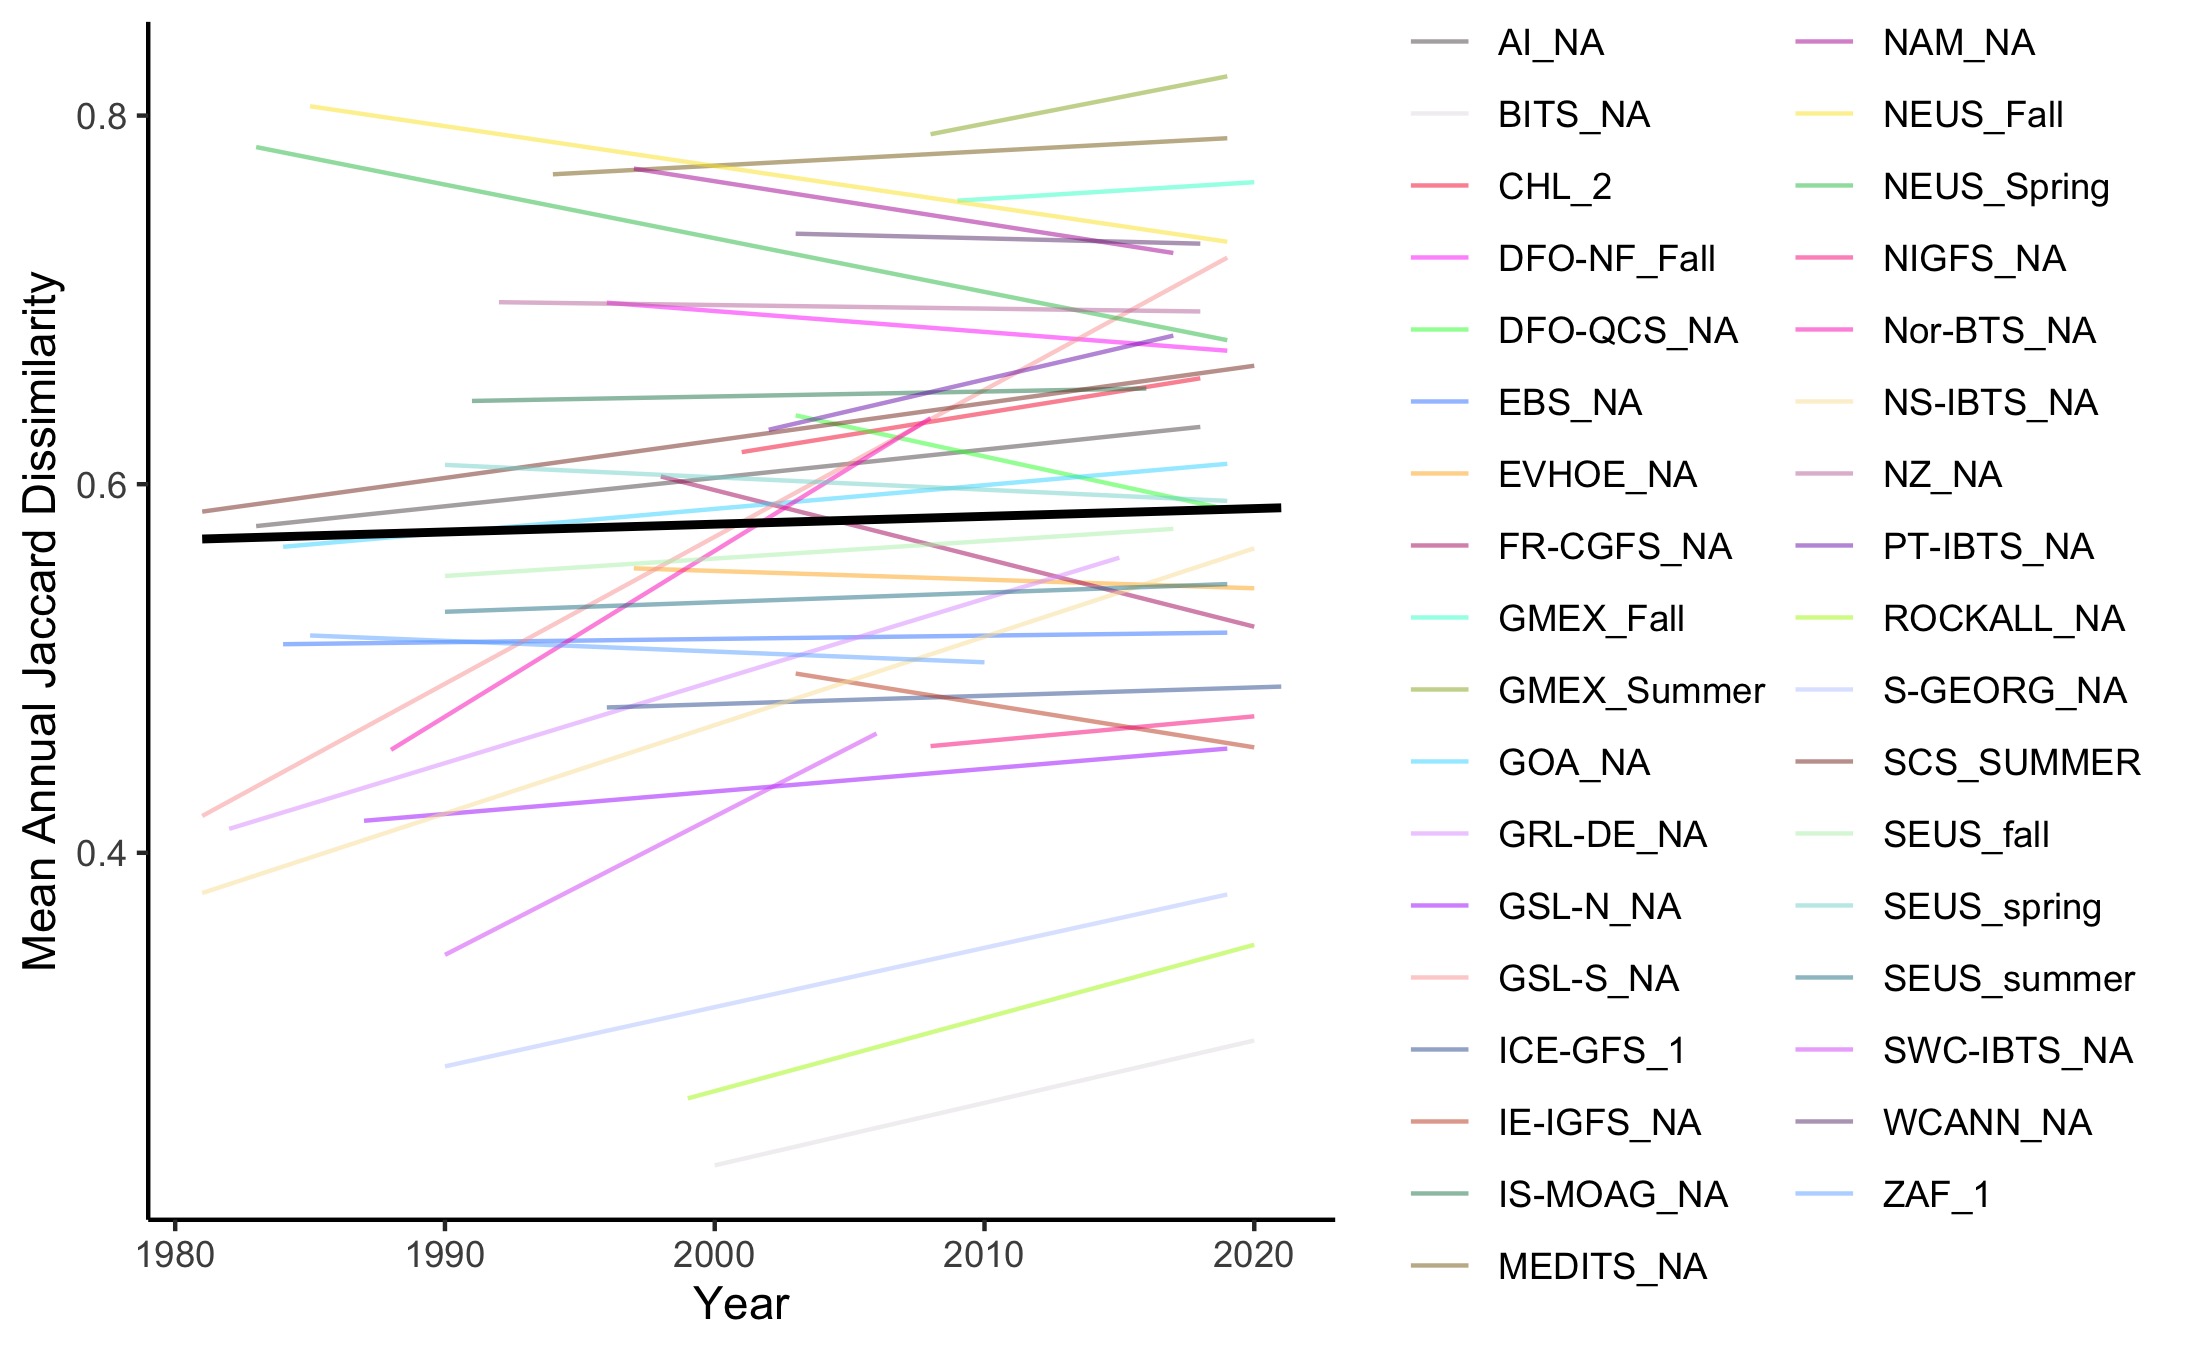 Mean Annual Jaccard Dissimilarity
0.8
0.6
0.4
1980 1990 2000 2010 2020
Year
AI_NA
BITS_NA
CHL_2
DFO-NF_Fall
DFO-QCS_NA
EBS_NA
EVHOE_NA
FR-CGFS_NA
GMEX_Fall
GMEX_Summer
GOA_NA
GRL-DE_NA
GSL-N_NA
GSL-S_NA
ICE-GFS_1
IE-IGFS_NA
IS-MOAG_NA
MEDITS_NA
NAM_NA
NEUS_Fall
NEUS_Spring
NIGFS_NA
Nor-BTS_NA
NS-IBTS_NA
NZ_NA
PT-IBTS_NA
ROCKALL_NA
S-GEORG_NA
SCS_SUMMER
SEUS_fall
SEUS_spring
SEUS_summer
SWC-IBTS_NA
WCANN_NA
ZAF_1